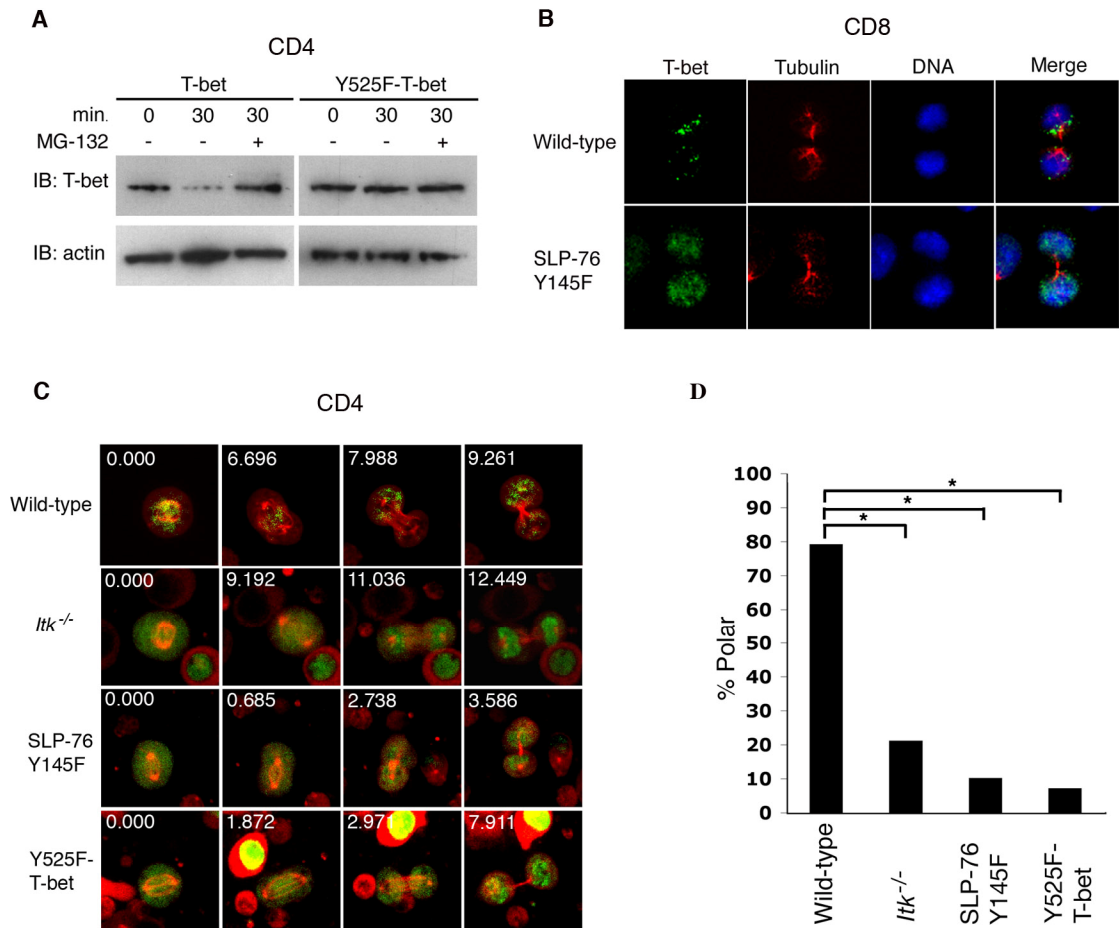 A
CD4
T-bet Y525F-T-bet
min. 0 30 30 0 30 30
MG-132 - - + - - +
IB: T-bet
IB: actin
B
CD8
T-bet Tubulin DNA Merge
Wild-type
SLP-76
Y145F
C
CD4
Wild-type 0.000 6.696 7.988 9.261
Itk -/- 0.000 9.192 11.036 12.449
SLP-76
Y145F 0.000 0.685 2.738 3.586
Y525F-
T-bet 0.000 1.872 2.971 7.911
D
% Polar
100
90
80
70
60
50
40
30
20
10
0
*
*
*
Wild-type
Itk -/-
SLP-76
Y145F
Y525F-
T-bet